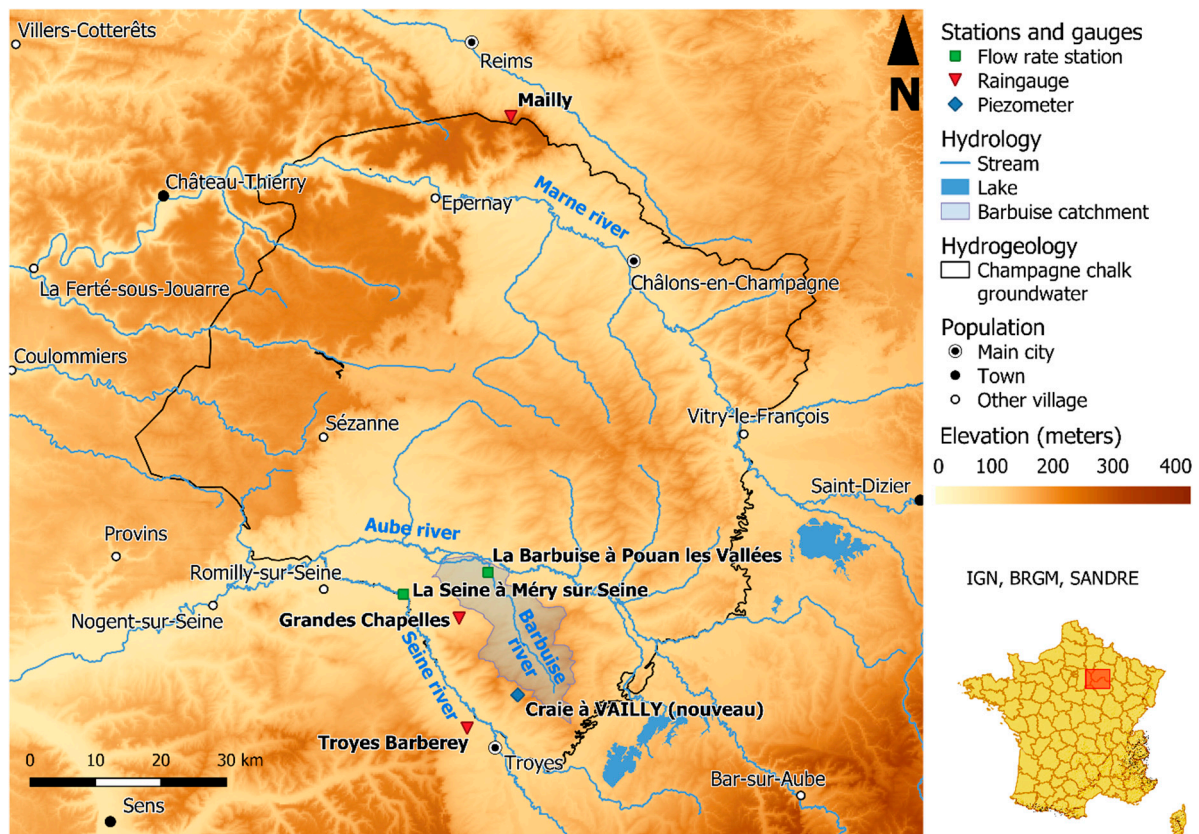 Villers-Cotterêts
Reims
N
Mailly
Château-Thierry
Epernay
Marne river
La Ferté-sous-Jouarre
Châlons-en-Champagne
Coulommiers
Sézanne
Vitry-le-François
Saint-Dizier
Provins
Aube river
La Barbuise à Pouan les Vallées
Romilly-sur-Seine
La Seine à Méry sur Seine
Nogent-sur-Seine
Grandes Chapelles
Barbuise
river
Seine river
Craie à VAILLY (nouveau)
Troyes Barberey
Troyes
Bar-sur-Aube
0 10 20 30 km
Sens
Stations and gauges
Flow rate station
Raingauge
Piezometer
Hydrology
Stream
Lake
Barbuise catchment
Hydrogeology
Champagne chalk
groundwater
Population
Main city
Town
Other village
Elevation (meters)
0 100 200 300 400
IGN, BRGM, SANDRE